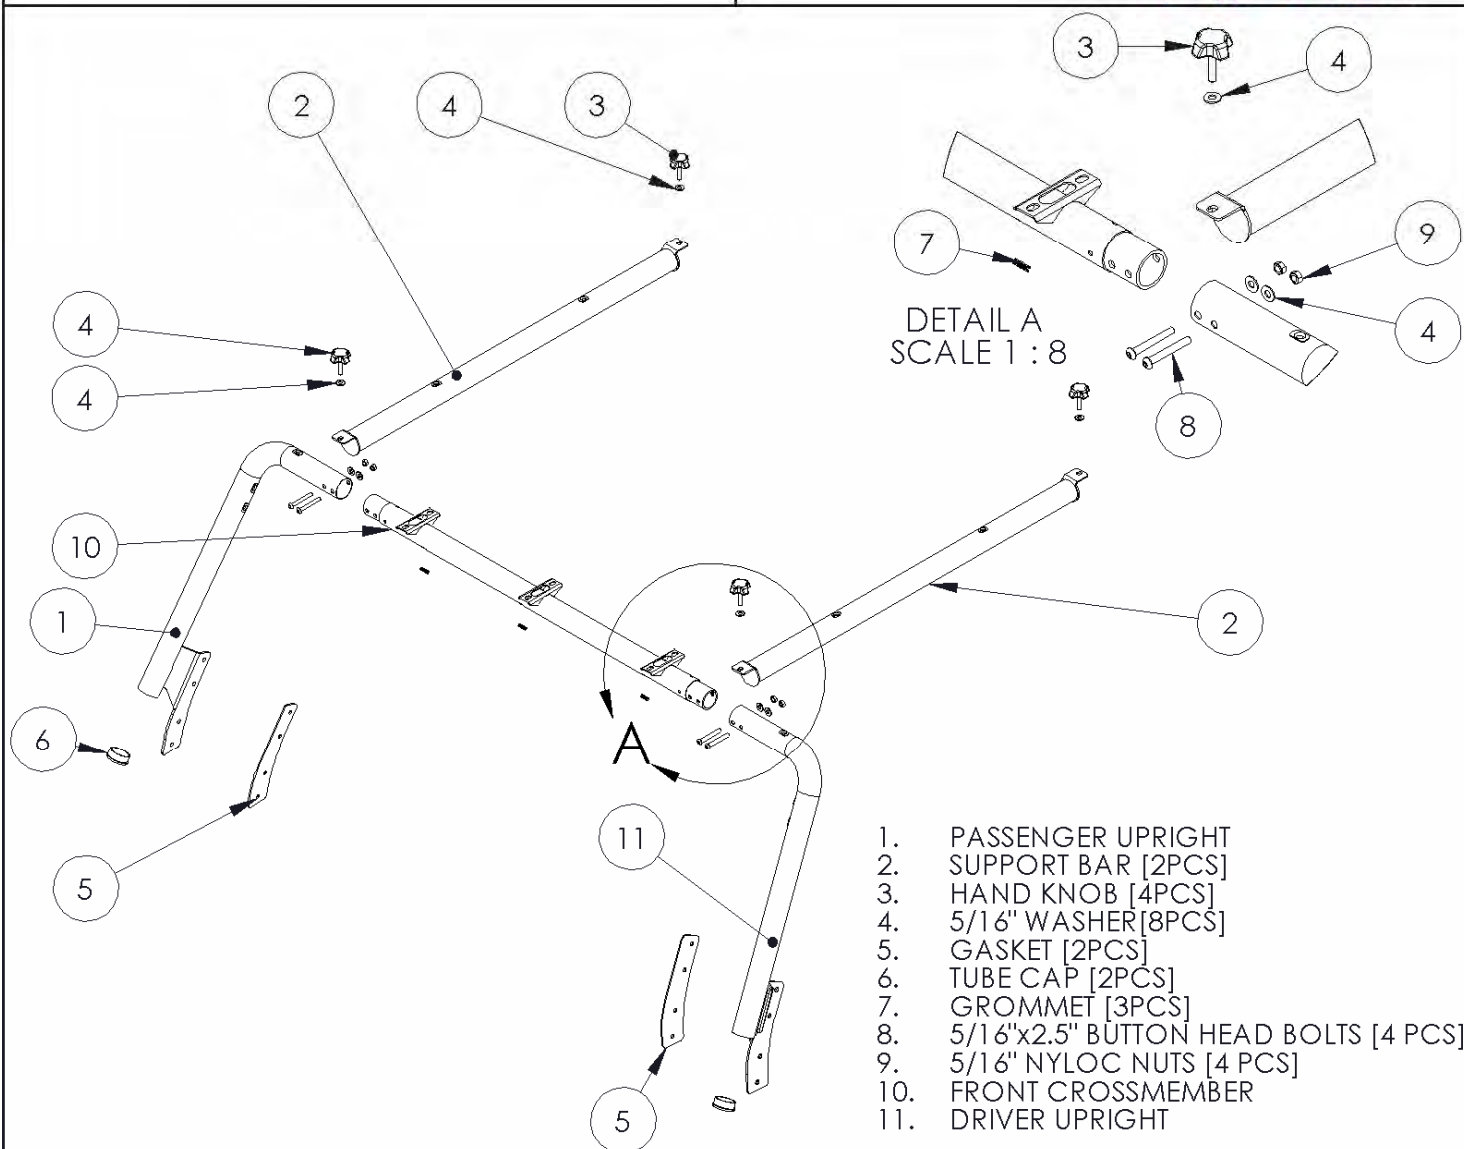 3
4
2
4
3
9
7
4
4
DETAIL A
SCALE 1 : 8
4
8
10
1
2
6
A
11
5
5
1. PASSENGER UPRIGHT
2. SUPPORT BAR [2PCS]
3. HAND KNOB [4PCS]
4. 5/16" WASHER[8PCS]
5. GASKET [2PCS]
6. TUBE CAP [2PCS]
7. GROMMET [3PCS]
8. 5/16"x2.5" BUTTON HEAD BOLTS [4 PCS]
9. 5/16" NYLOC NUTS [4 PCS]
10. FRONT CROSSMEMBER
11. DRIVER UPRIGHT